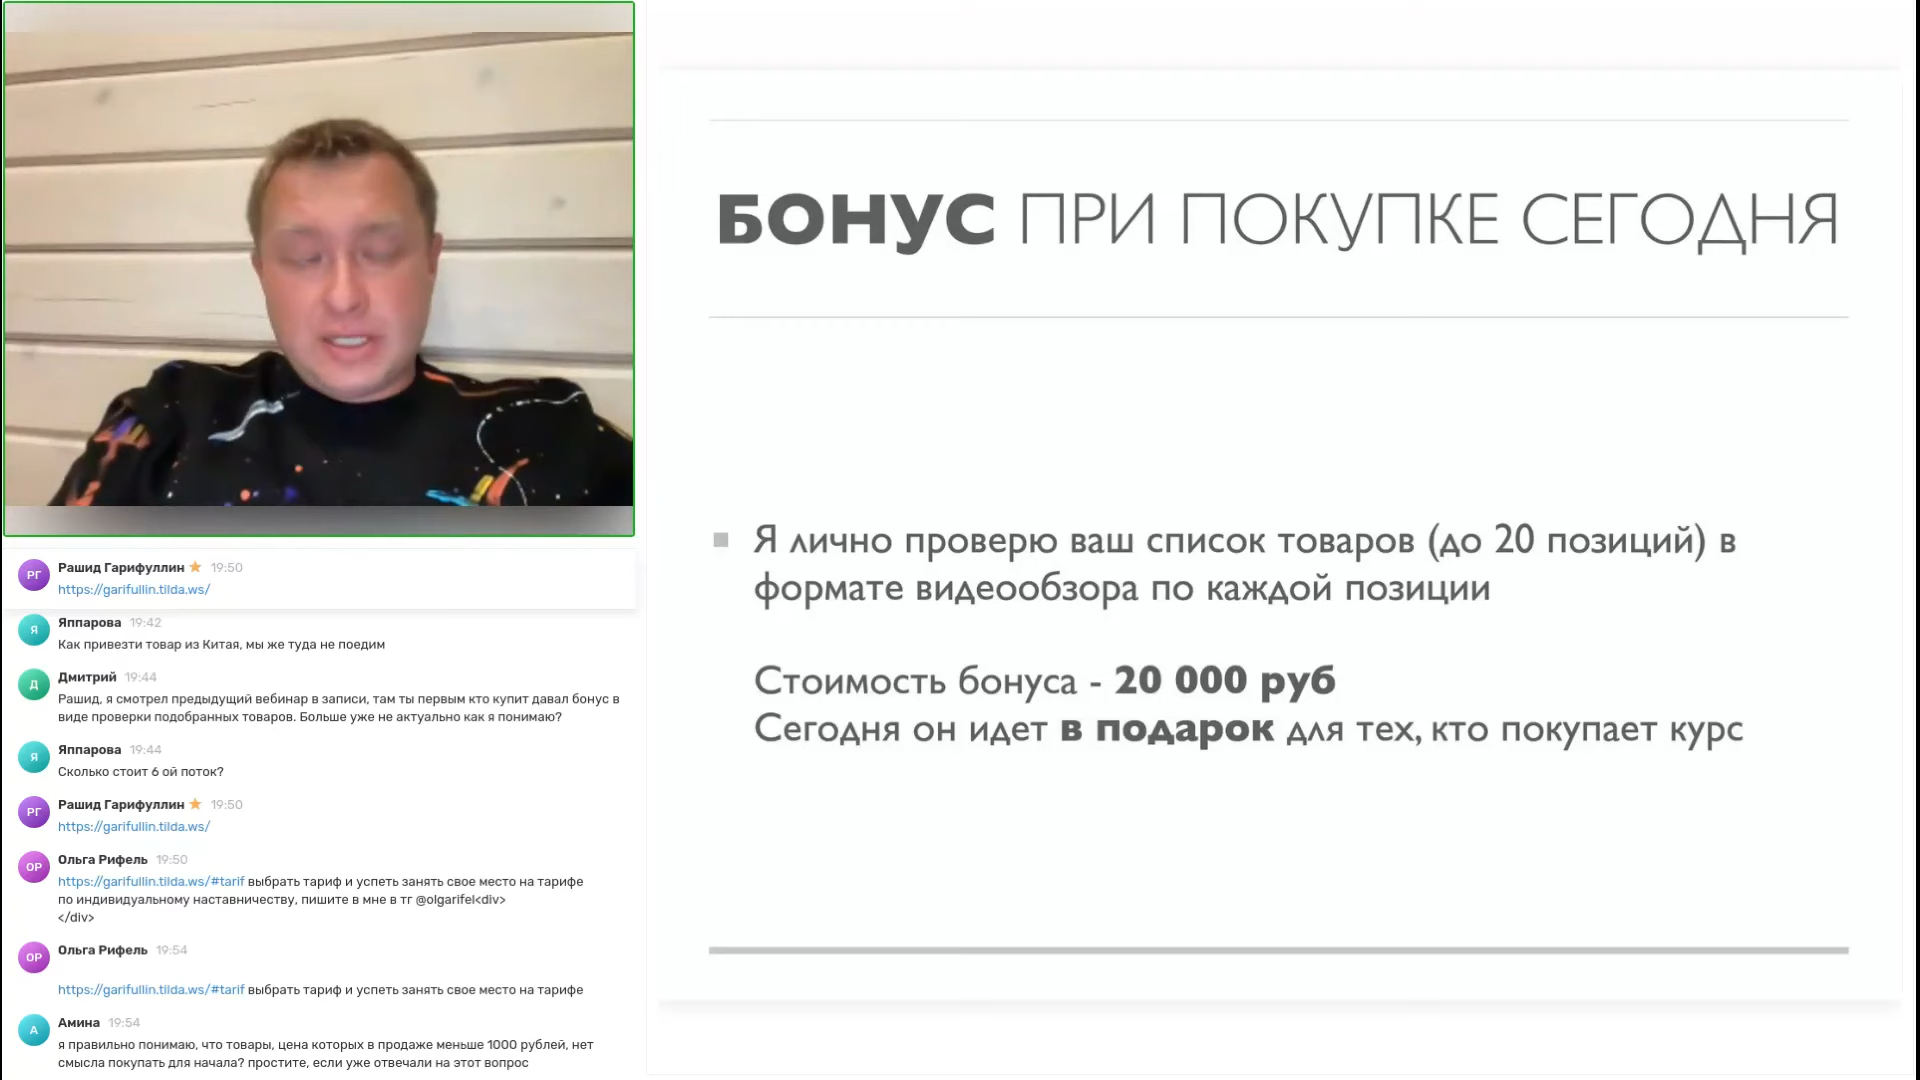 РГ
Рашид Гарифуллин 19:50
https://garifullin.tilda.ws/
Я
Яппарова 19:42
Как привезти товар из Китая, мы же туда не поедим
Д
Дмитрий 19:44
Рашид, я смотрел предыдущий вебинар в записи, там ты первым кто купит давал бонус в
виде проверки подобранных товаров. Больше уже не актуально как я понимаю?
Я
Яппарова 19:44
Сколько стоит 6 ой поток?
РГ
Рашид Гарифуллин 19:50
https://garifullin.tilda.ws/
ОР
Ольга Рифель 19:50
https://garifullin.tilda.ws/#tarif выбрать тариф и успеть занять свое место на тарифе
по индивидуальному наставничеству, пишите в мне в тг @olgarifel<div>
</div>
ОР
Ольга Рифель 19:54
https://garifullin.tilda.ws/#tarif выбрать тариф и успеть занять свое место на тарифе
А
Амина 19:54
я правильно понимаю, что товары, цена которых в продаже меньше 1000 рублей, нет
смысла покупать для начала? простите, если уже отвечали на этот вопрос
БОНУС ПРИ ПОКУПКЕ СЕГОДНЯ
Я лично проверю ваш список товаров (до 20 позиций) в
формате видеообзора по каждой позиции
Стоимость бонуса - 20 000 руб
Сегодня он идет в подарок для тех, кто покупает курс